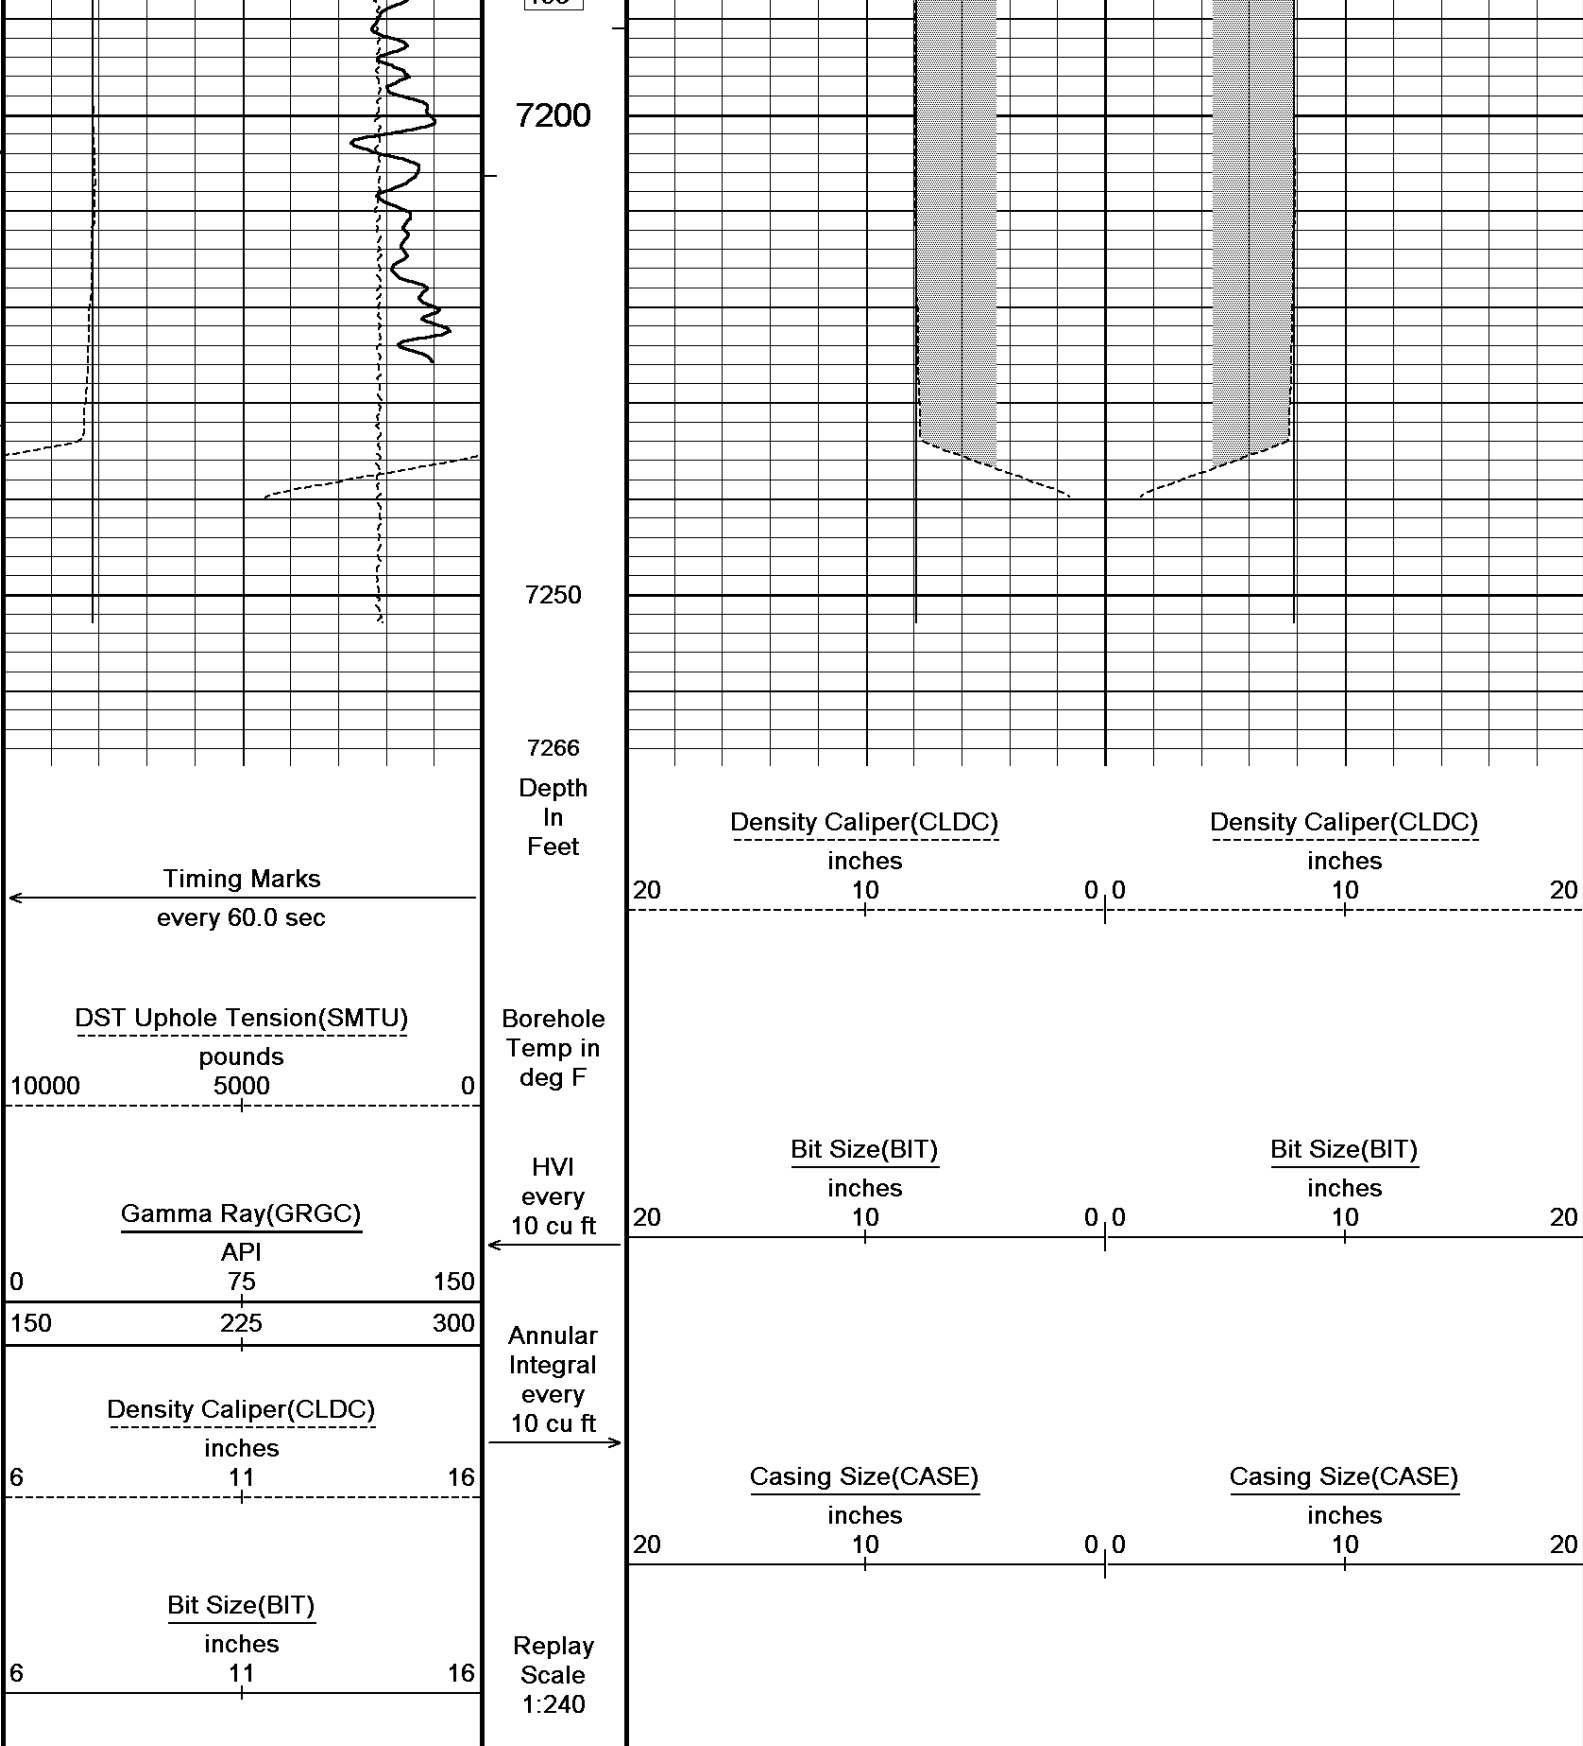 7200
7250
7266
Depth
In
Feet
Density Caliper(CLDC)
inches
20 10 0
Density Caliper(CLDC)
inches
0 10 20
Timing Marks
every 60.0 sec
DST Uphole Tension(SMTU)
pounds
10000 5000 0
Borehole
Temp in
deg F
Gamma Ray(GRGC)
API
0 75 150
150 225 300
HVI
every
10 cu ft
Bit Size(BIT)
inches
20 10 0
Bit Size(BIT)
inches
0 10 20
Annular
Integral
every
10 cu ft
Density Caliper(CLDC)
inches
6 11 16
Casing Size(CASE)
inches
20 10 0
Casing Size(CASE)
inches
0 10 20
Bit Size(BIT)
inches
6 11 16
Replay
Scale
1:240